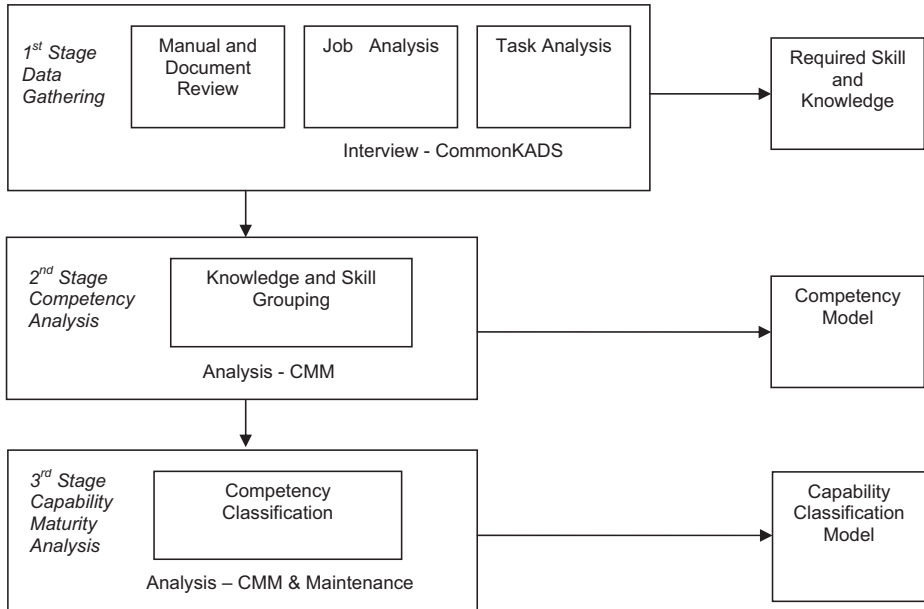 1st Stage
Data
Gathering
Manual and
Document
Review
Job Analysis
Task Analysis
Interview - CommonKADS
Required Skill
and
Knowledge
2nd Stage
Competency
Analysis
Knowledge and Skill
Grouping
Analysis - CMM
Competency
Model
3rd Stage
Capability
Maturity
Analysis
Competency
Classification
Analysis – CMM & Maintenance
Capability
Classification
Model